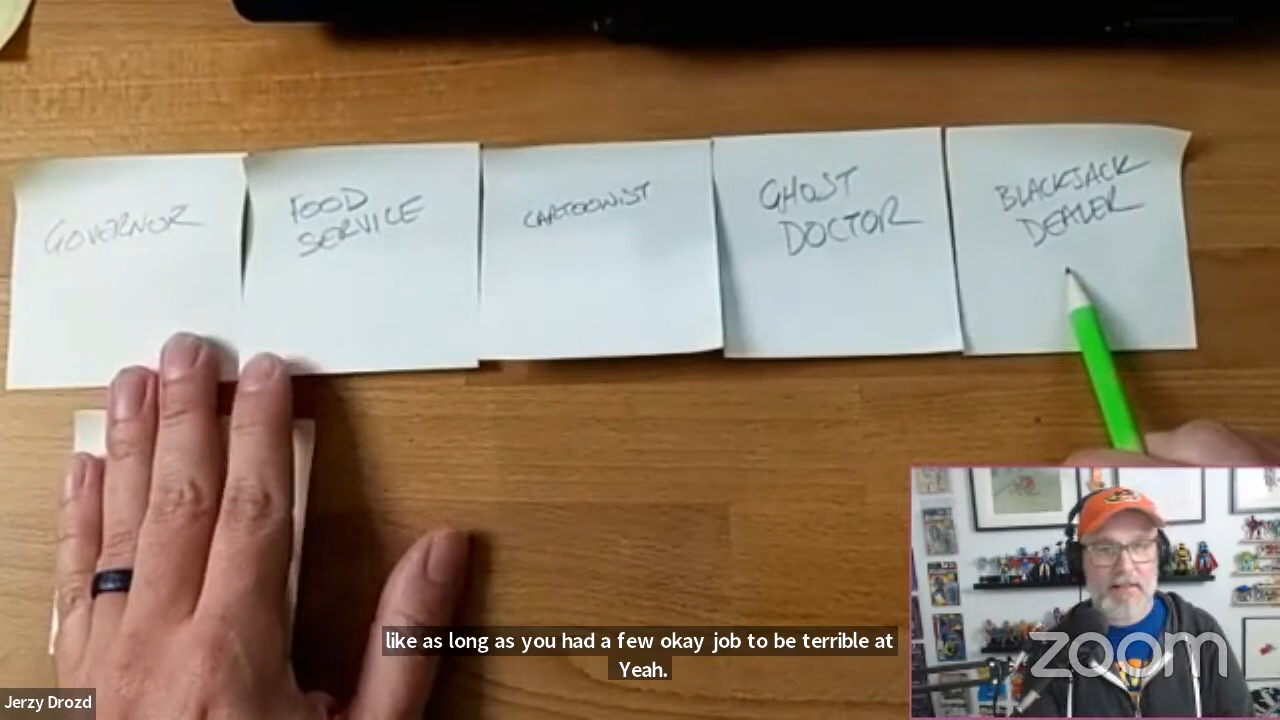 GOVERNOR
FOOD
SERVICE
CARTOONIST
GHOST
DOCTOR
BLACKJACK
DEALER
like as long as you had a few okay job to be terrible at
Yeah.
zoom
Jerzy Drozd